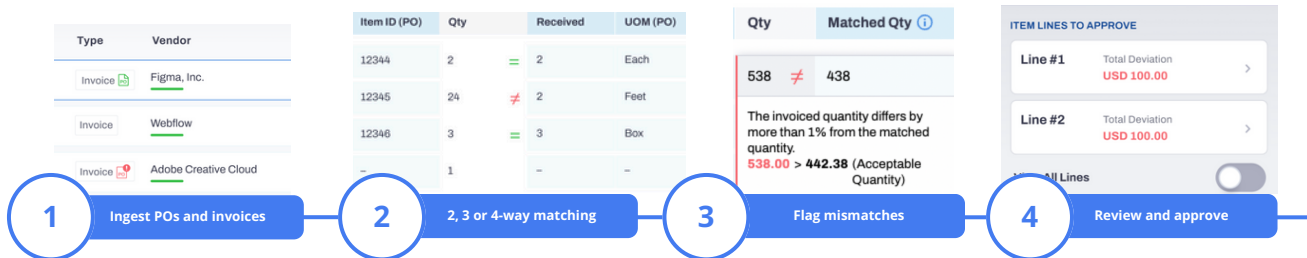 Type Vendor
Invoice Figma, Inc.
Invoice Webflow
Invoice Adobe Creative Cloud
1 Ingest POs and invoices
Item ID (PO) Qty Received UOM (PO)
12344 2 = 2 Each
12345 24 ≠ 2 Feet
12346 3 = 3 Box
– 1 – –
2 2, 3 or 4-way matching
Qty Matched Qty
538 ≠ 438
The invoiced quantity differs by
more than 1% from the matched
quantity.
538.00 > 442.38 (Acceptable
Quantity)
3 Flag mismatches
ITEM LINES TO APPROVE
Line #1 Total Deviation
USD 100.00
Line #2 Total Deviation
USD 100.00
All Lines
4 Review and approve